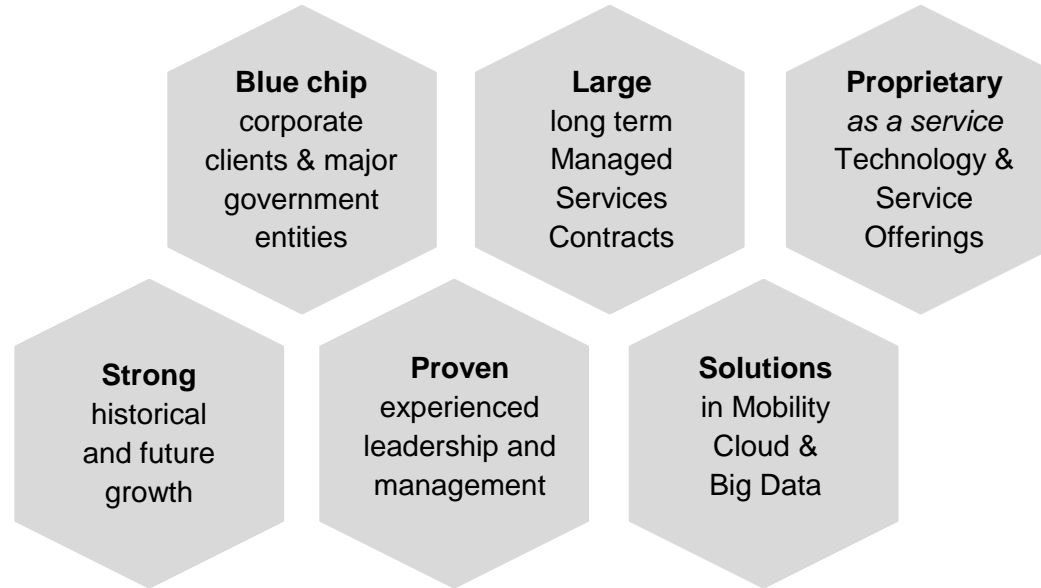 Blue chip
corporate
clients & major
government
entities
Large
long term
Managed
Services
Contracts
Proprietary
as a service
Technology &
Service
Offerings
Strong
historical
and future
growth
Proven
experienced
leadership and
management
Solutions
in Mobility
Cloud &
Big Data